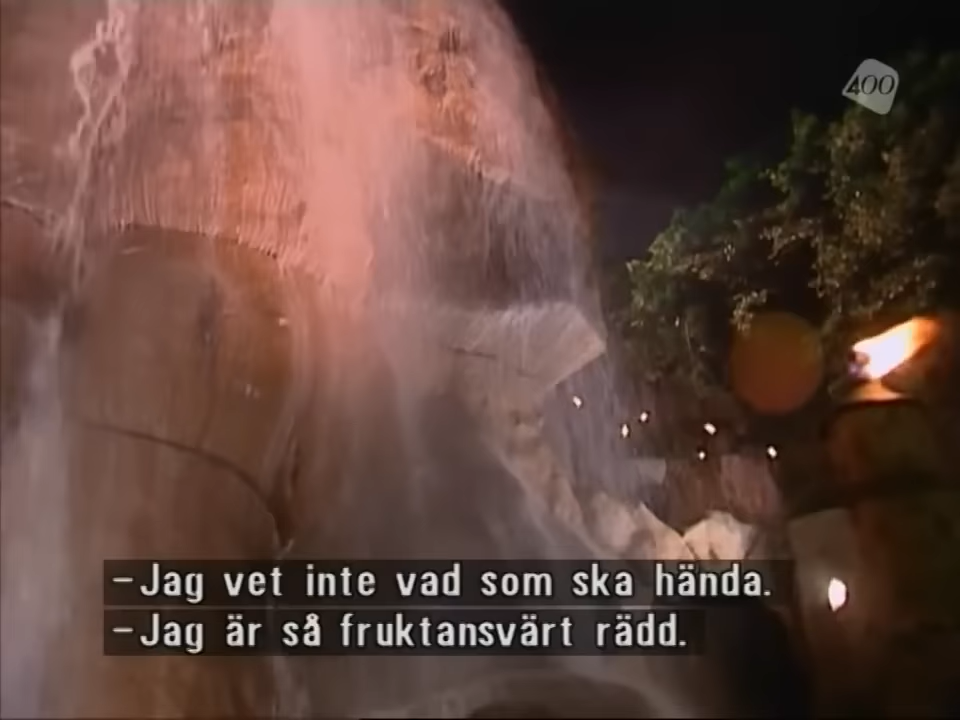 400
-Jag vet inte vad som ska hända.
-Jag är så fruktansvärt rädd.